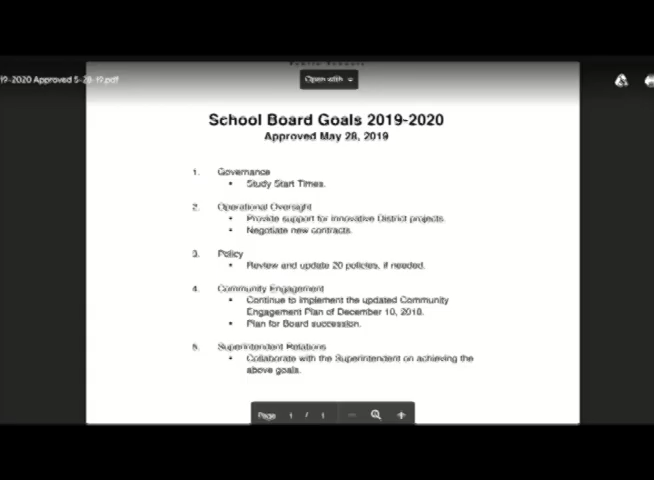 Public Schools
19-2020 Approved 5-28-19.pdf
Open with
School Board Goals 2019-2020
Approved May 28, 2019
1. Governance
• Study Start Times.
2. Operational Oversight
• Provide support for innovative District projects.
• Negotiate new contracts.
3. Policy
• Review and update 20 policies, if needed.
4. Community Engagement
• Continue to implement the updated Community
Engagement Plan of December 10, 2018.
• Plan for Board succession.
5. Superintendent Relations
• Collaborate with the Superintendent on achieving the
above goals.
Page 1 / 1